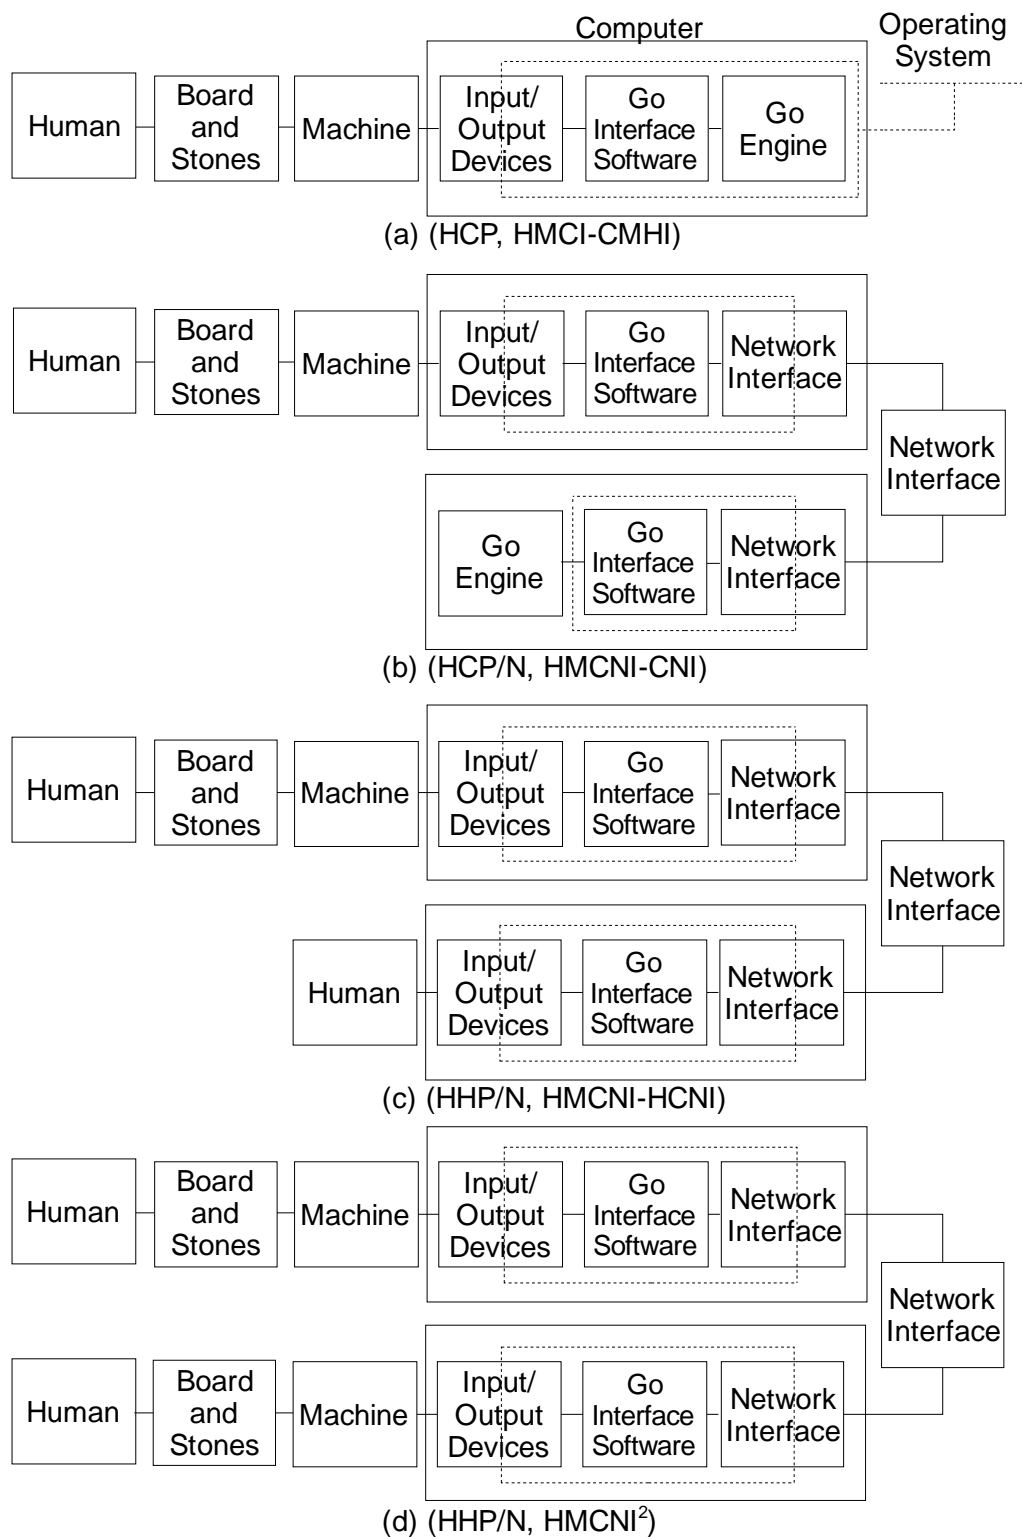 Computer
Operating
System
Human
Board
and
Stones
Machine
Input/
Output
Devices
Go
Interface
Software
Go
Engine
(a) (HCP, HMCI-CMHI)
Human
Board
and
Stones
Machine
Input/
Output
Devices
Go
Interface
Software
Network
Interface
Network
Interface
Go
Engine
Go
Interface
Software
Network
Interface
(b) (HCP/N, HMCNI-CNI)
Human
Board
and
Stones
Machine
Input/
Output
Devices
Go
Interface
Software
Network
Interface
Network
Interface
Human
Input/
Output
Devices
Go
Interface
Software
Network
Interface
(c) (HHP/N, HMCNI-HCNI)
Human
Board
and
Stones
Machine
Input/
Output
Devices
Go
Interface
Software
Network
Interface
Network
Interface
Human
Board
and
Stones
Machine
Input/
Output
Devices
Go
Interface
Software
Network
Interface
(d) (HHP/N, HMCNI²)